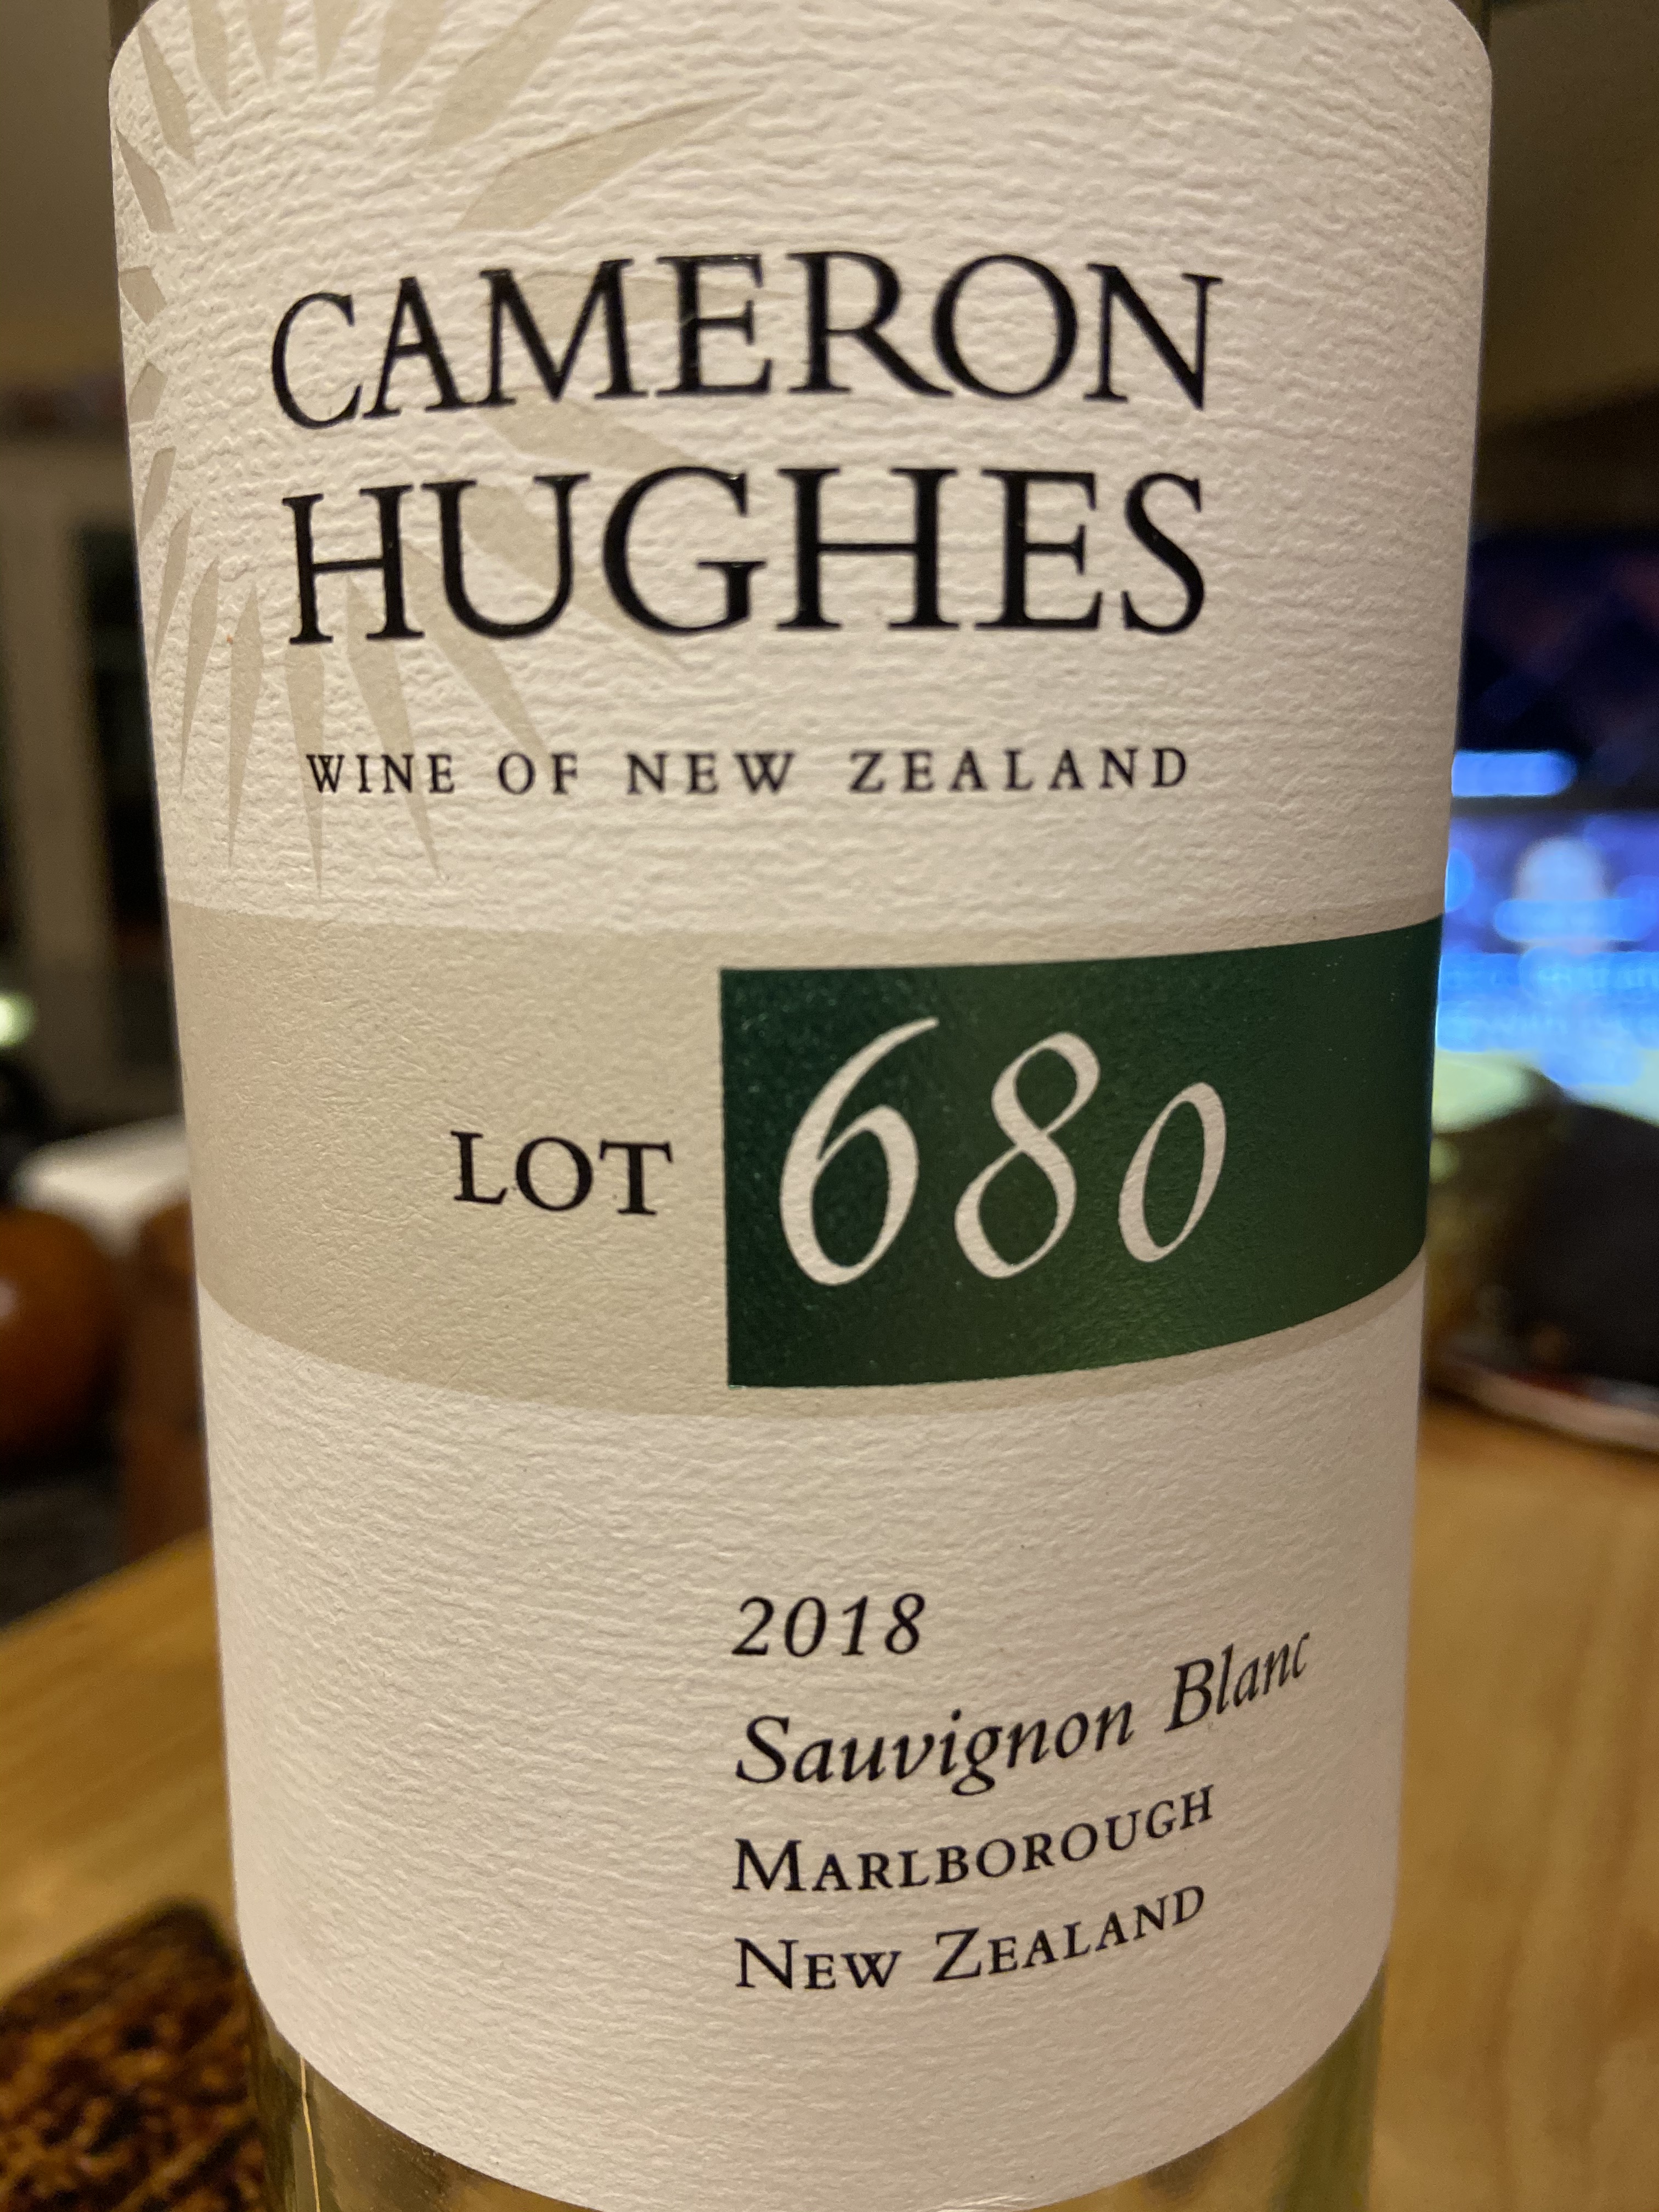 CAMERON
HUGHES
WINE OF NEW ZEALAND
LOT 680
2018
Sauvignon Blanc
MARLBOROUGH
NEW ZEALAND